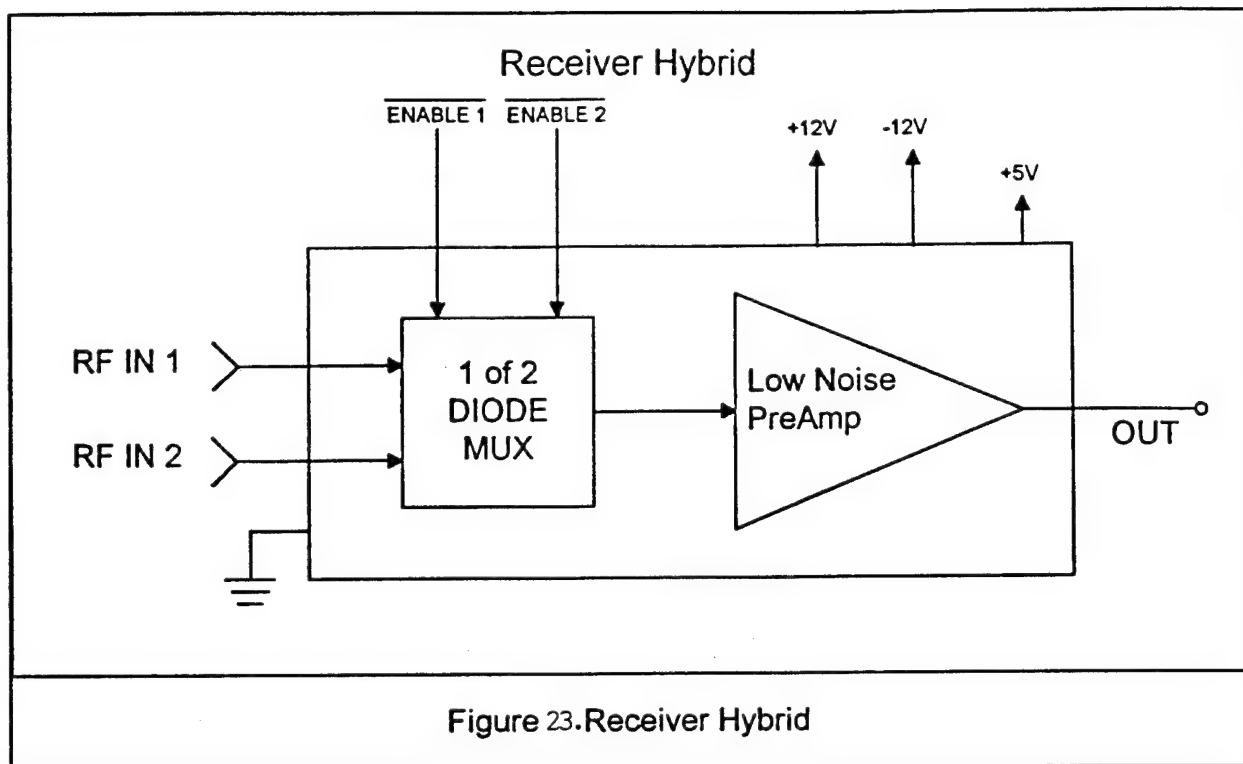 Receiver Hybrid
ENABLE 1 ENABLE 2
+12V -12V
+5V
RF IN 1
RF IN 2
1 of 2
DIODE
MUX
Low Noise
PreAmp
OUT
Figure 23.Receiver Hybrid